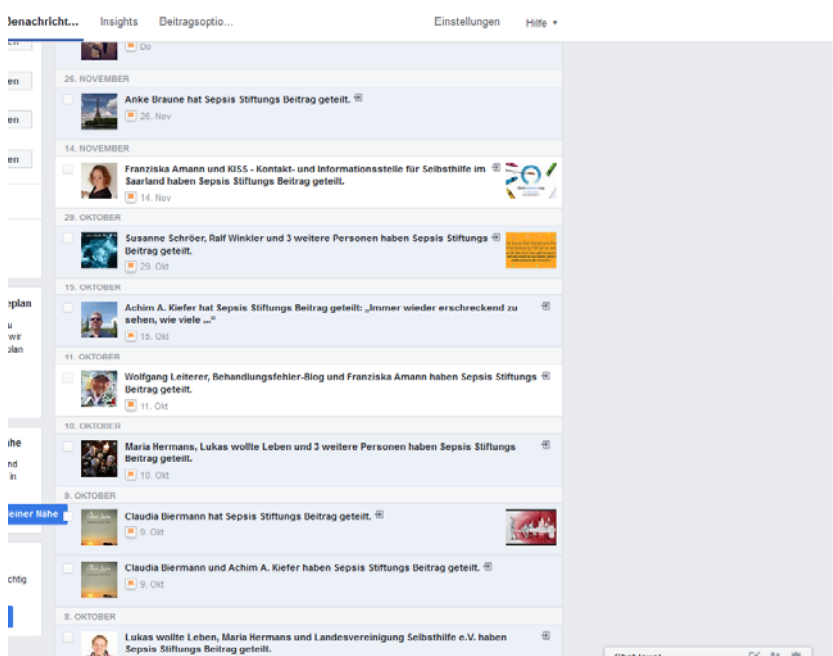 Benachricht... Insights Beitragsoptio... Einstellungen Hilfe
en
Do
26. NOVEMBER
en
Anke Braune hat Sepsis Stiftungs Beitrag geteilt.
26. Nov
en
14. NOVEMBER
en
Franziska Amann und KISS - Kontakt- und Informationsstelle für Selbsthilfe im
Saarland haben Sepsis Stiftungs Beitrag geteilt.
14. Nov
29. OKTOBER
Susanne Schröer, Ralf Winkler und 3 weitere Personen haben Sepsis Stiftungs
Beitrag geteilt.
29. Okt
15. OKTOBER
eplan
Achim A. Kiefer hat Sepsis Stiftungs Beitrag geteilt: „Immer wieder erschreckend zu
sehen, wie viele ..."
u
wir
plan
15. Okt
11. OKTOBER
Wolfgang Leiterer, Behandlungsfehler-Blog und Franziska Amann haben Sepsis Stiftungs
Beitrag geteilt.
11. Okt
10. OKTOBER
ähe
Maria Hermans, Lukas wollte Leben und 3 weitere Personen haben Sepsis Stiftungs
Beitrag geteilt.
nd
in
10. Okt
9. OKTOBER
einer Nähe
Claudia Biermann hat Sepsis Stiftungs Beitrag geteilt.
9. Okt
Claudia Biermann und Achim A. Kiefer haben Sepsis Stiftungs Beitrag geteilt.
chtig
9. Okt
8. OKTOBER
Lukas wollte Leben, Maria Hermans und Landesvereinigung Selbsthilfe e.V. haben
Sepsis Stiftungs Beitrag geteilt.